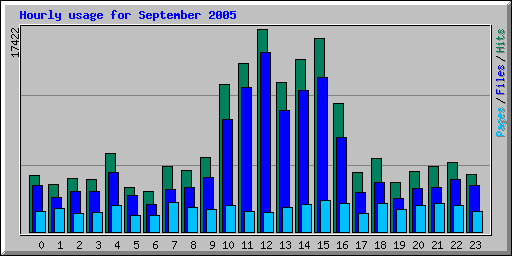 Hourly usage for September 2005
17422
Pages / Files / Hits
0 1 2 3 4 5 6 7 8 9 10 11 12 13 14 15 16 17 18 19 20 21 22 23